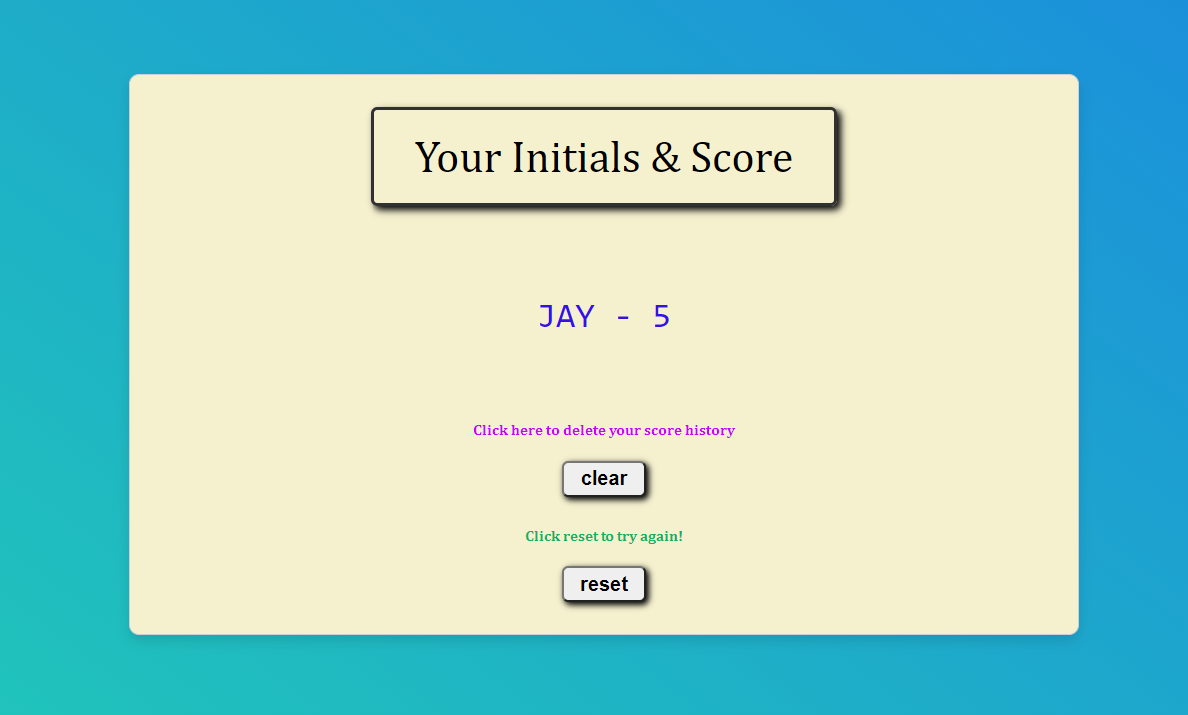 Your Initials & Score
JAY - 5
Click here to delete your score history
clear
Click reset to try again!
reset